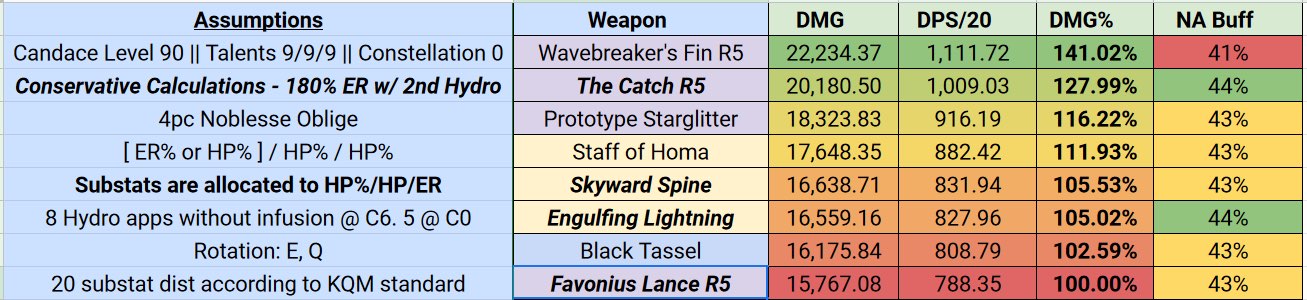 Assumptions Weapon DMG DPS/20 DMG% NA Buff
Candace Level 90 || Talents 9/9/9 || Constellation 0 Wavebreaker's Fin R5 22,234.37 1,111.72 141.02% 41%
Conservative Calculations - 180% ER w/ 2nd Hydro The Catch R5 20,180.50 1,009.03 127.99% 44%
4pc Noblesse Oblige Prototype Starglitter 18,323.83 916.19 116.22% 43%
[ ER% or HP% ] / HP% / HP% Staff of Homa 17,648.35 882.42 111.93% 43%
Substats are allocated to HP%/HP/ER Skyward Spine 16,638.71 831.94 105.53% 43%
8 Hydro apps without infusion @ C6. 5 @ C0 Engulfing Lightning 16,559.16 827.96 105.02% 44%
Rotation: E, Q Black Tassel 16,175.84 808.79 102.59% 43%
20 substat dist according to KQM standard Favonius Lance R5 15,767.08 788.35 100.00% 43%